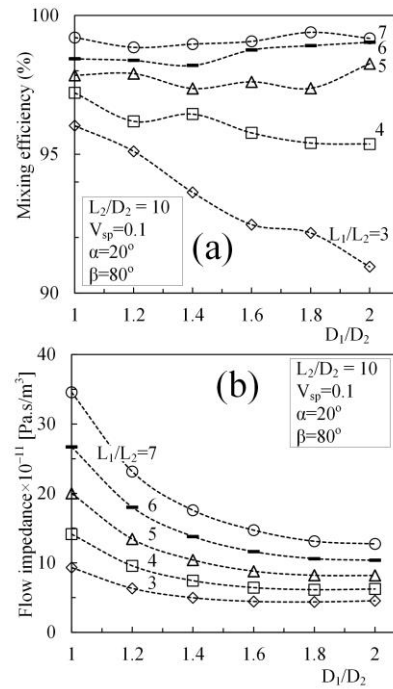 100
7
6
5
4
L₁/L₂=3
95
90
Mixing efficiency (%)
L₂/D₂ = 10
Vsp=0.1
α=20°
β=80°
(a)
1 1.2 1.4 1.6 1.8 2
D₁/D₂
40
30
20
10
0
Flow impedance×10⁻¹¹ [Pa.s/m³]
(b)
L₂/D₂ = 10
Vsp=0.1
α=20°
β=80°
L₁/L₂=7
6
5
4
3
1 1.2 1.4 1.6 1.8 2
D₁/D₂